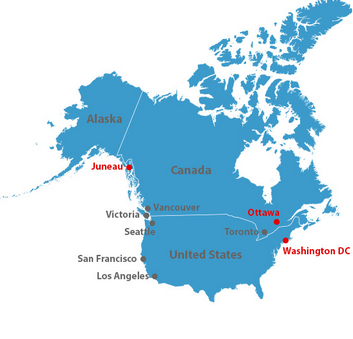 Alaska
Juneau
Canada
Vancouver
Victoria
Ottawa
Seattle
Toronto
Washington DC
United States
San Francisco
Los Angeles